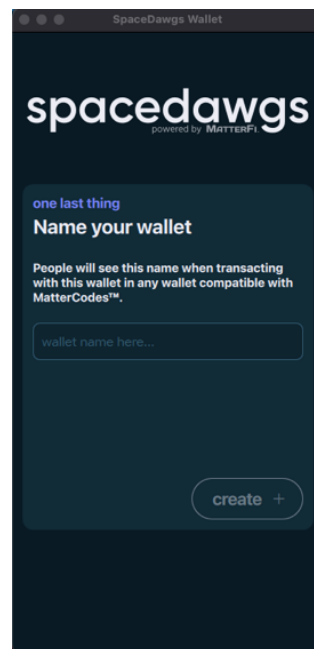 SpaceDawgs Wallet
spacedawgs
powered by MATTERFI
one last thing
Name your wallet
People will see this name when transacting
with this wallet in any wallet compatible with
MatterCodes™.
wallet name here...
create +